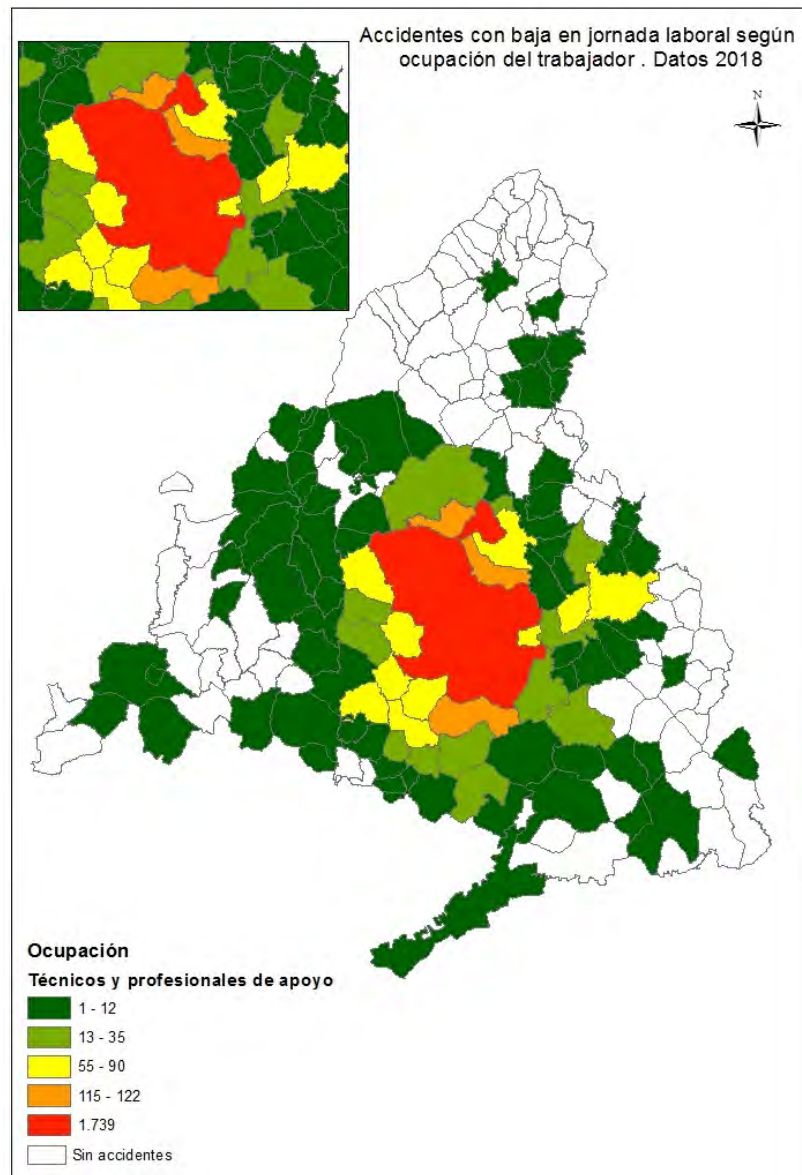 Accidentes con baja en jornada laboral según
ocupación del trabajador . Datos 2018
N
Ocupación
Técnicos y profesionales de apoyo
1 - 12
13 - 35
55 - 90
115 - 122
1.739
Sin accidentes